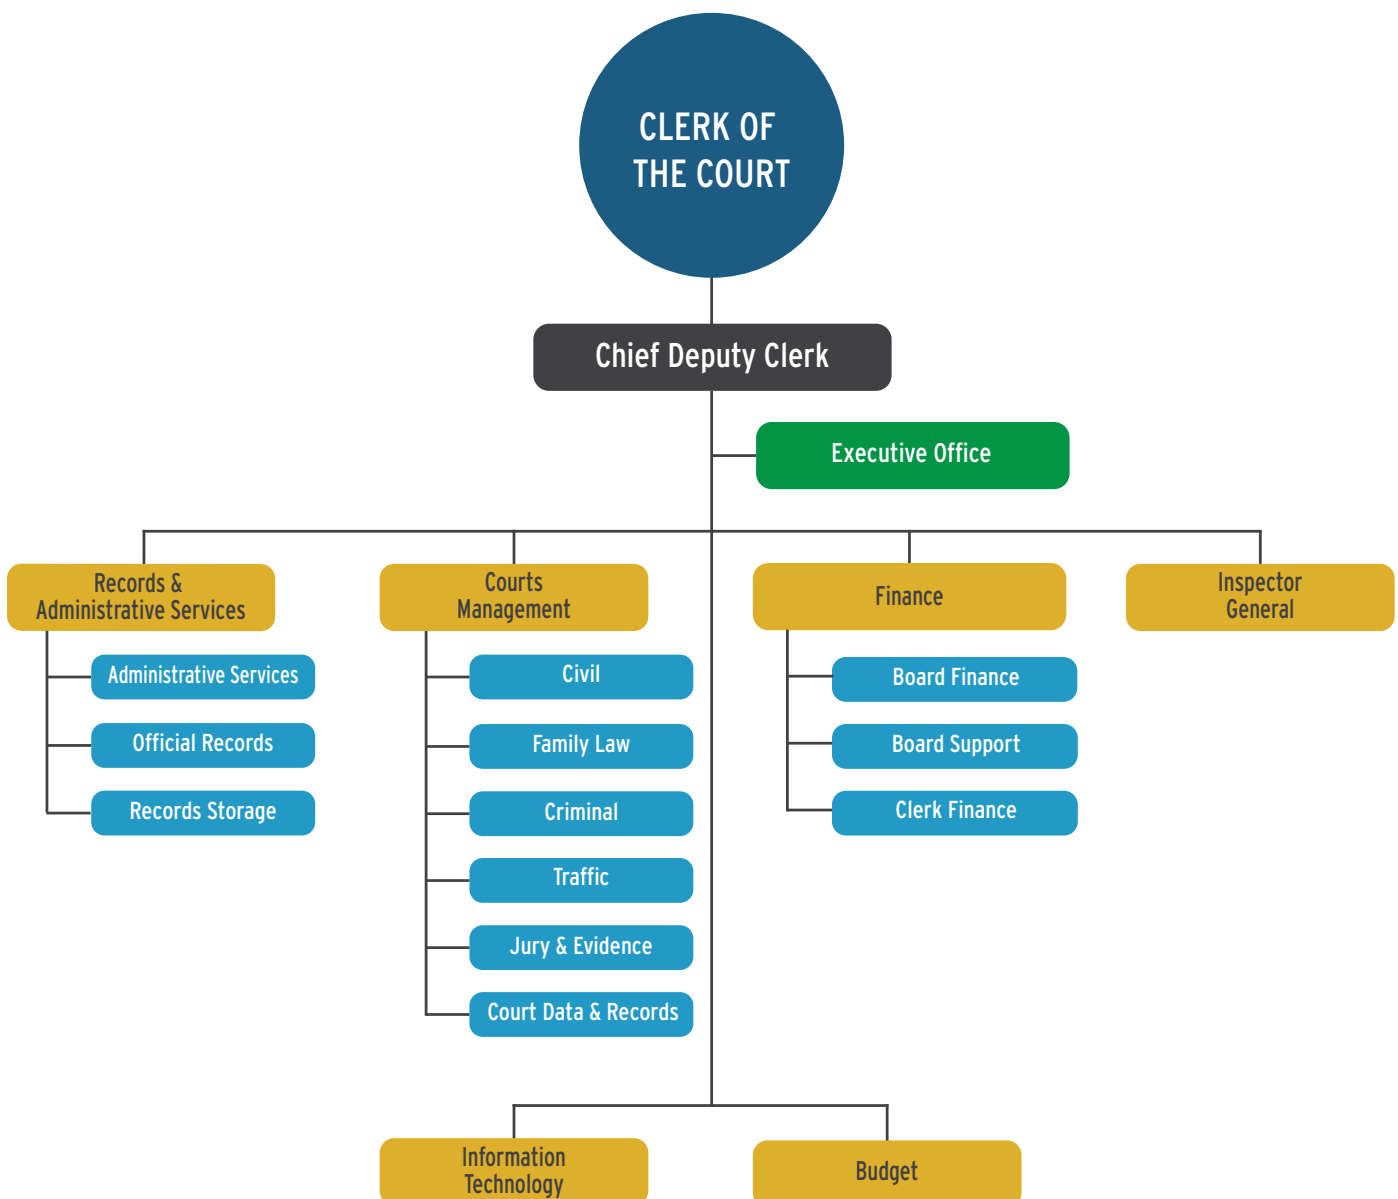 CLERK OF
THE COURT
Chief Deputy Clerk
Executive Office
Records &
Administrative Services
Administrative Services
Official Records
Records Storage
Courts
Management
Civil
Family Law
Criminal
Traffic
Jury & Evidence
Court Data & Records
Finance
Board Finance
Board Support
Clerk Finance
Inspector
General
Information
Technology
Budget